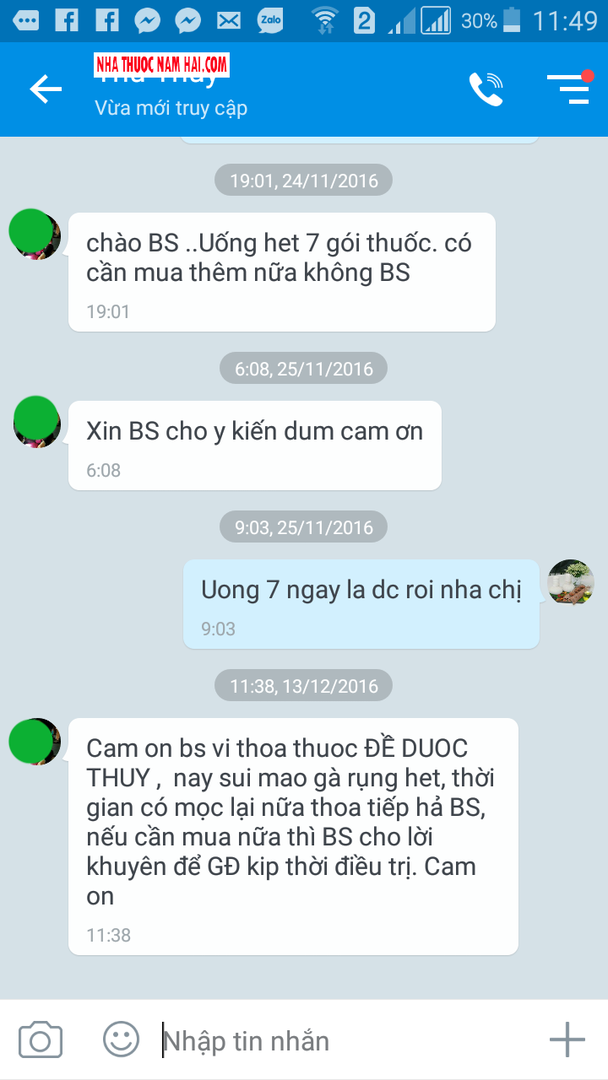 Zalo
2
30%
11:49
NHA THUOC NAM HAI.COM
Vừa mới truy cập
19:01, 24/11/2016
chào BS ..Uống het 7 gói thuốc. có
cần mua thêm nữa không BS
19:01
6:08, 25/11/2016
Xin BS cho y kiến dum cam ơn
6:08
9:03, 25/11/2016
Uong 7 ngay la dc roi nha chị
9:03
11:38, 13/12/2016
Cam on bs vi thoa thuoc ĐỀ DUOC
THUY , nay sui mao gà rụng het, thời
gian có mọc lại nữa thoa tiếp hả BS,
nếu cần mua nữa thì BS cho lời
khuyên để GĐ kip thời điều trị. Cam
on
11:38
Nhập tin nhắn